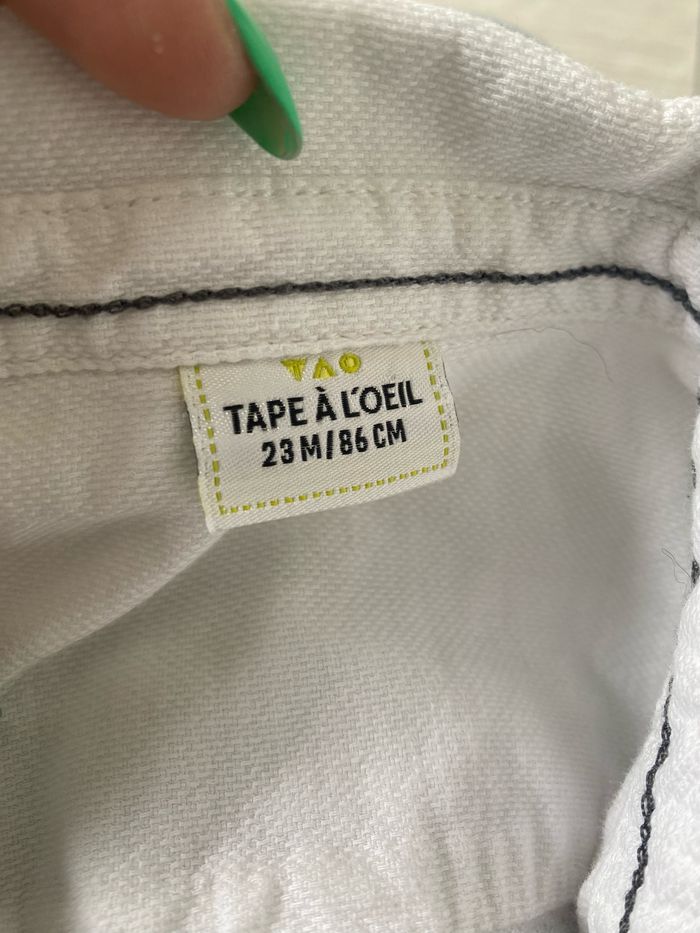 TAO
TAPE À L'OEIL
23 M/86 CM